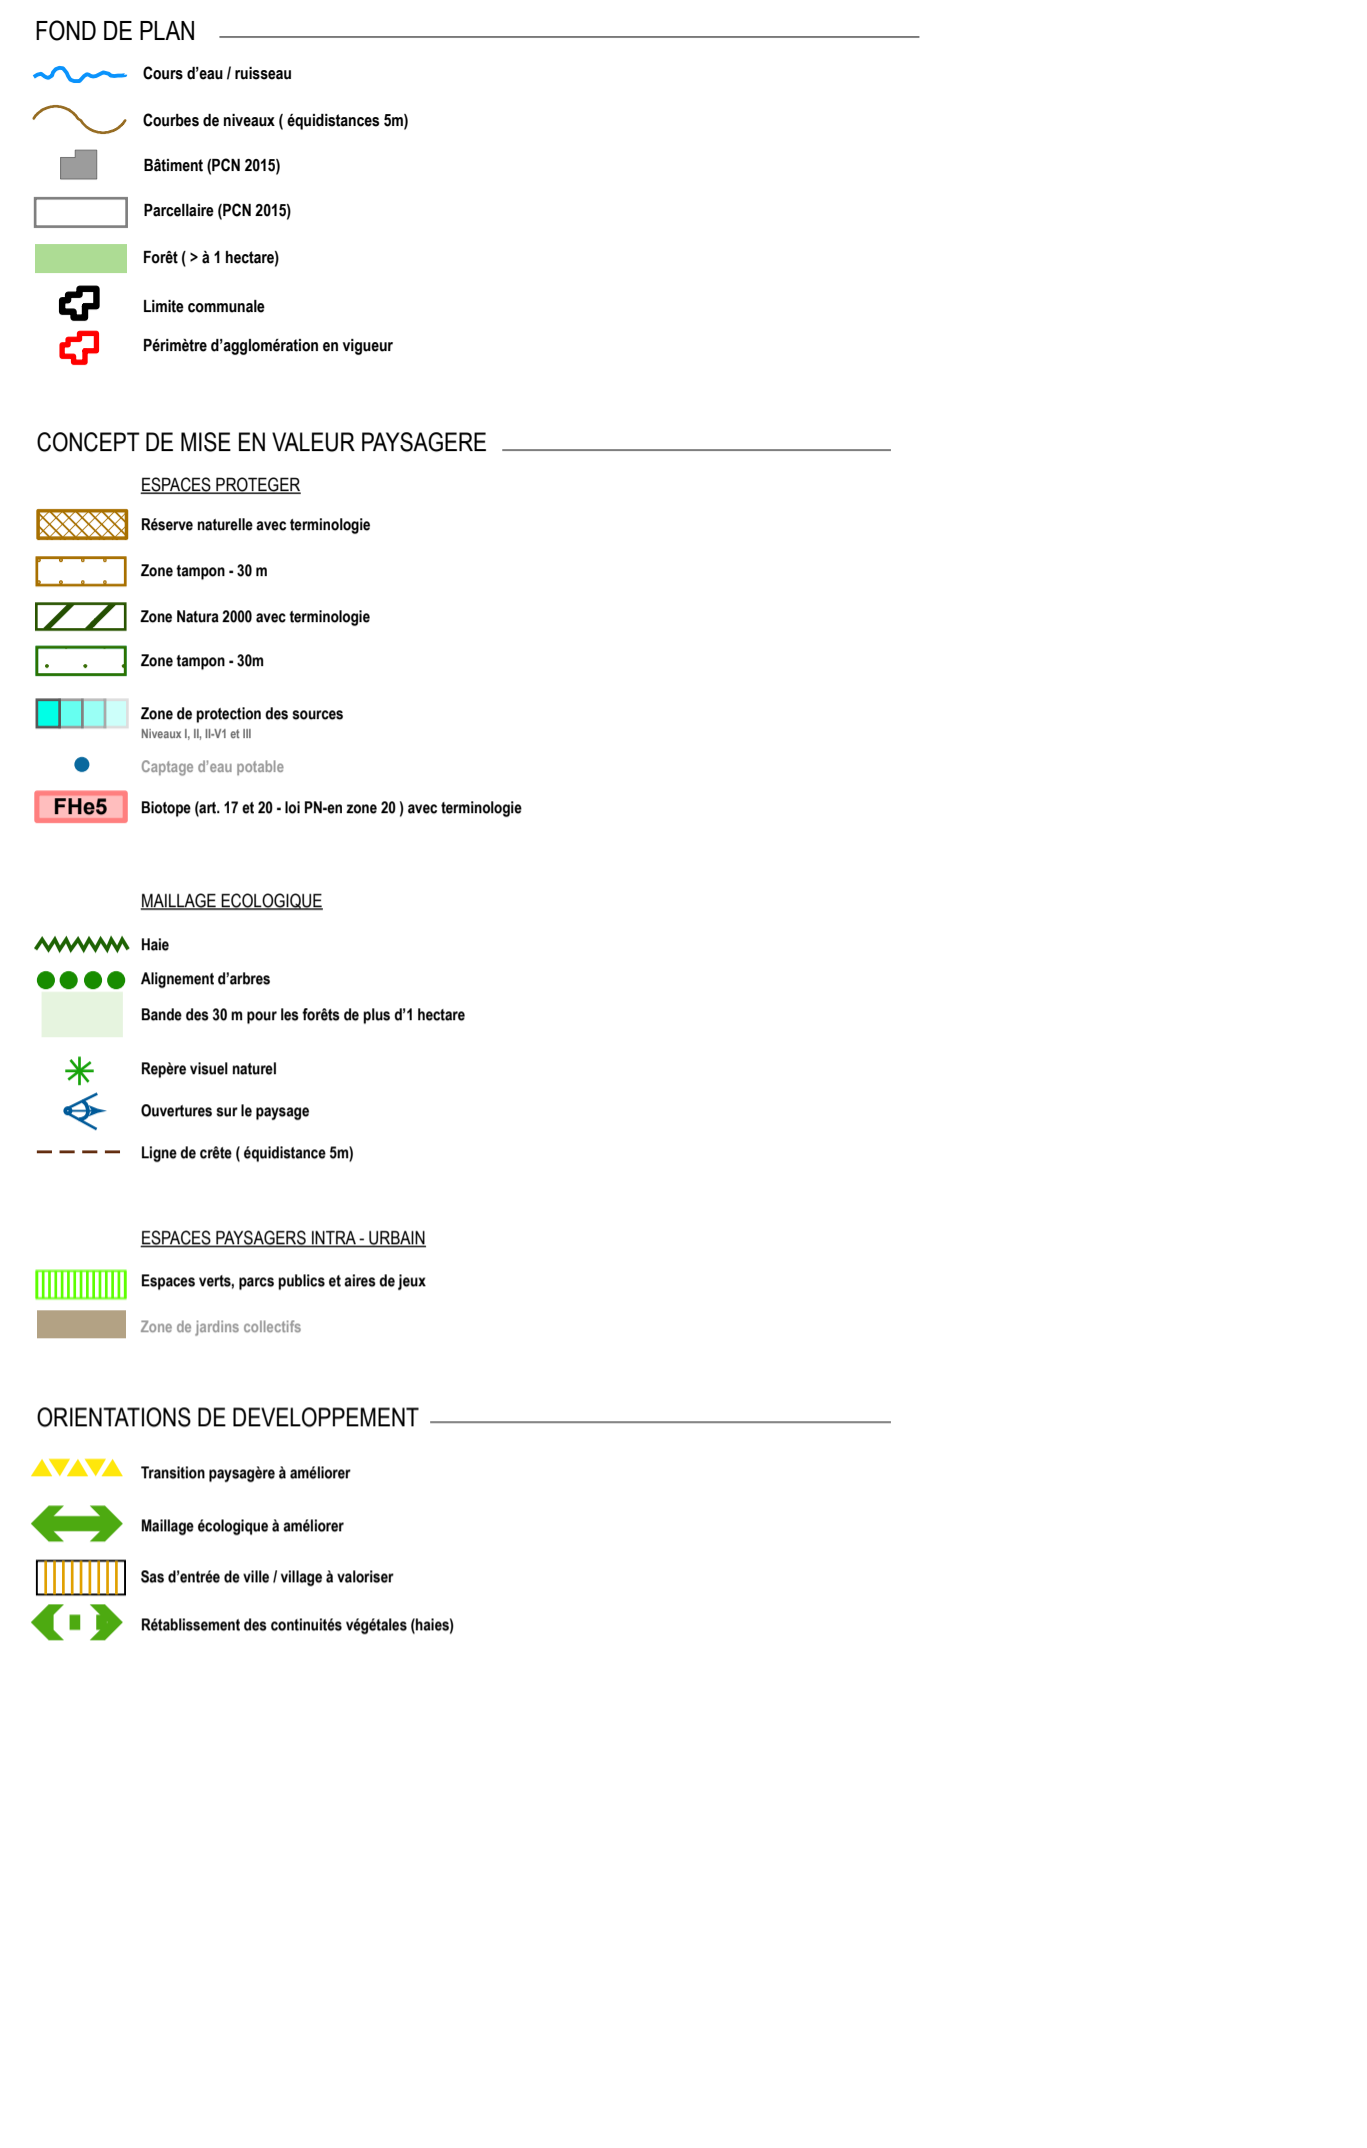 FOND DE PLAN
Cours d’eau / ruisseau
Courbes de niveaux ( équidistances 5m)
Bâtiment (PCN 2015)
Parcellaire (PCN 2015)
Forêt ( > à 1 hectare)
Limite communale
Périmètre d’agglomération en vigueur
CONCEPT DE MISE EN VALEUR PAYSAGERE
ESPACES PROTEGER
Réserve naturelle avec terminologie
Zone tampon - 30 m
Zone Natura 2000 avec terminologie
Zone tampon - 30m
Zone de protection des sources
Niveaux I, II, II-V1 et III
Captage d’eau potable
FHe5 Biotope (art. 17 et 20 - loi PN-en zone 20 ) avec terminologie
MAILLAGE ECOLOGIQUE
Haie
Alignement d’arbres
Bande des 30 m pour les forêts de plus d’1 hectare
Repère visuel naturel
Ouvertures sur le paysage
Ligne de crête ( équidistance 5m)
ESPACES PAYSAGERS INTRA - URBAIN
Espaces verts, parcs publics et aires de jeux
Zone de jardins collectifs
ORIENTATIONS DE DEVELOPPEMENT
Transition paysagère à améliorer
Maillage écologique à améliorer
Sas d’entrée de ville / village à valoriser
Rétablissement des continuités végétales (haies)